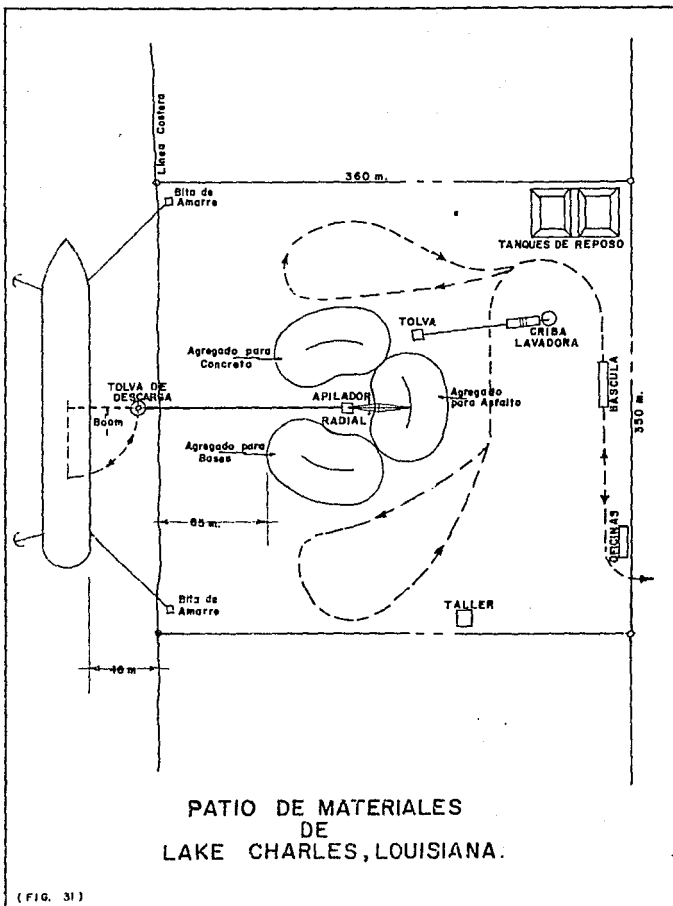 Línea Costera
360 m.
Bita de
Amarre
TANQUES DE REPOSO
TOLVA
CRIBA
LAVADORA
Agregado para
Concreto
TOLVA DE
DESCARGA
Boom
APILADOR
RADIAL
Agregado
para Asfalto
BASCULA
350 m.
Agregado para
Bases
65 m.
OFICINAS
Bita de
Amarre
TALLER
PATIO DE MATERIALES
DE
LAKE CHARLES, LOUISIANA.
(FIG. 31)